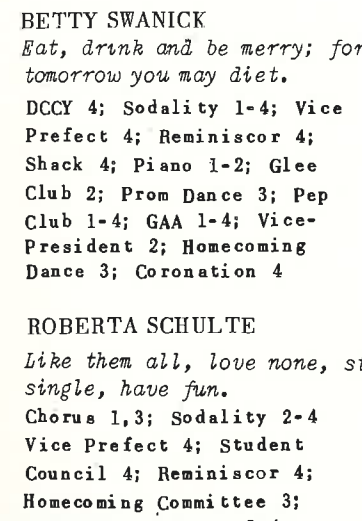 BETTY SWANICK
Eat, drink and be merry; for
tomorrow you may diet.
DCCY 4; Sodality 1-4; Vice
Prefect 4; Reminiscor 4;
Shack 4; Piano 1-2; Glee
Club 2; Prom Dance 3; Pep
Club 1-4; GAA 1-4; Vice-
President 2; Homecoming
Dance 3; Coronation 4
ROBERTA SCHULTE
Like them all, love none,
single, have fun.
Chorus 1,3; Sodality 2-4
Vice Prefect 4; Student
Council 4; Reminiscor 4;
Homecoming Committee 3;